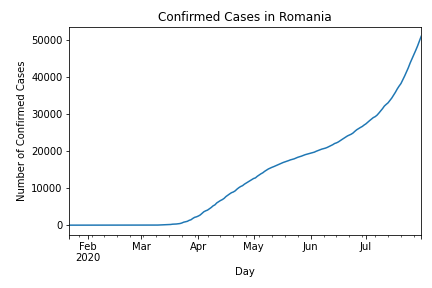 Confirmed Cases in Romania
Number of Confirmed Cases
50000
40000
30000
20000
10000
0
Feb
2020
Mar
Apr
May
Jun
Jul
Day